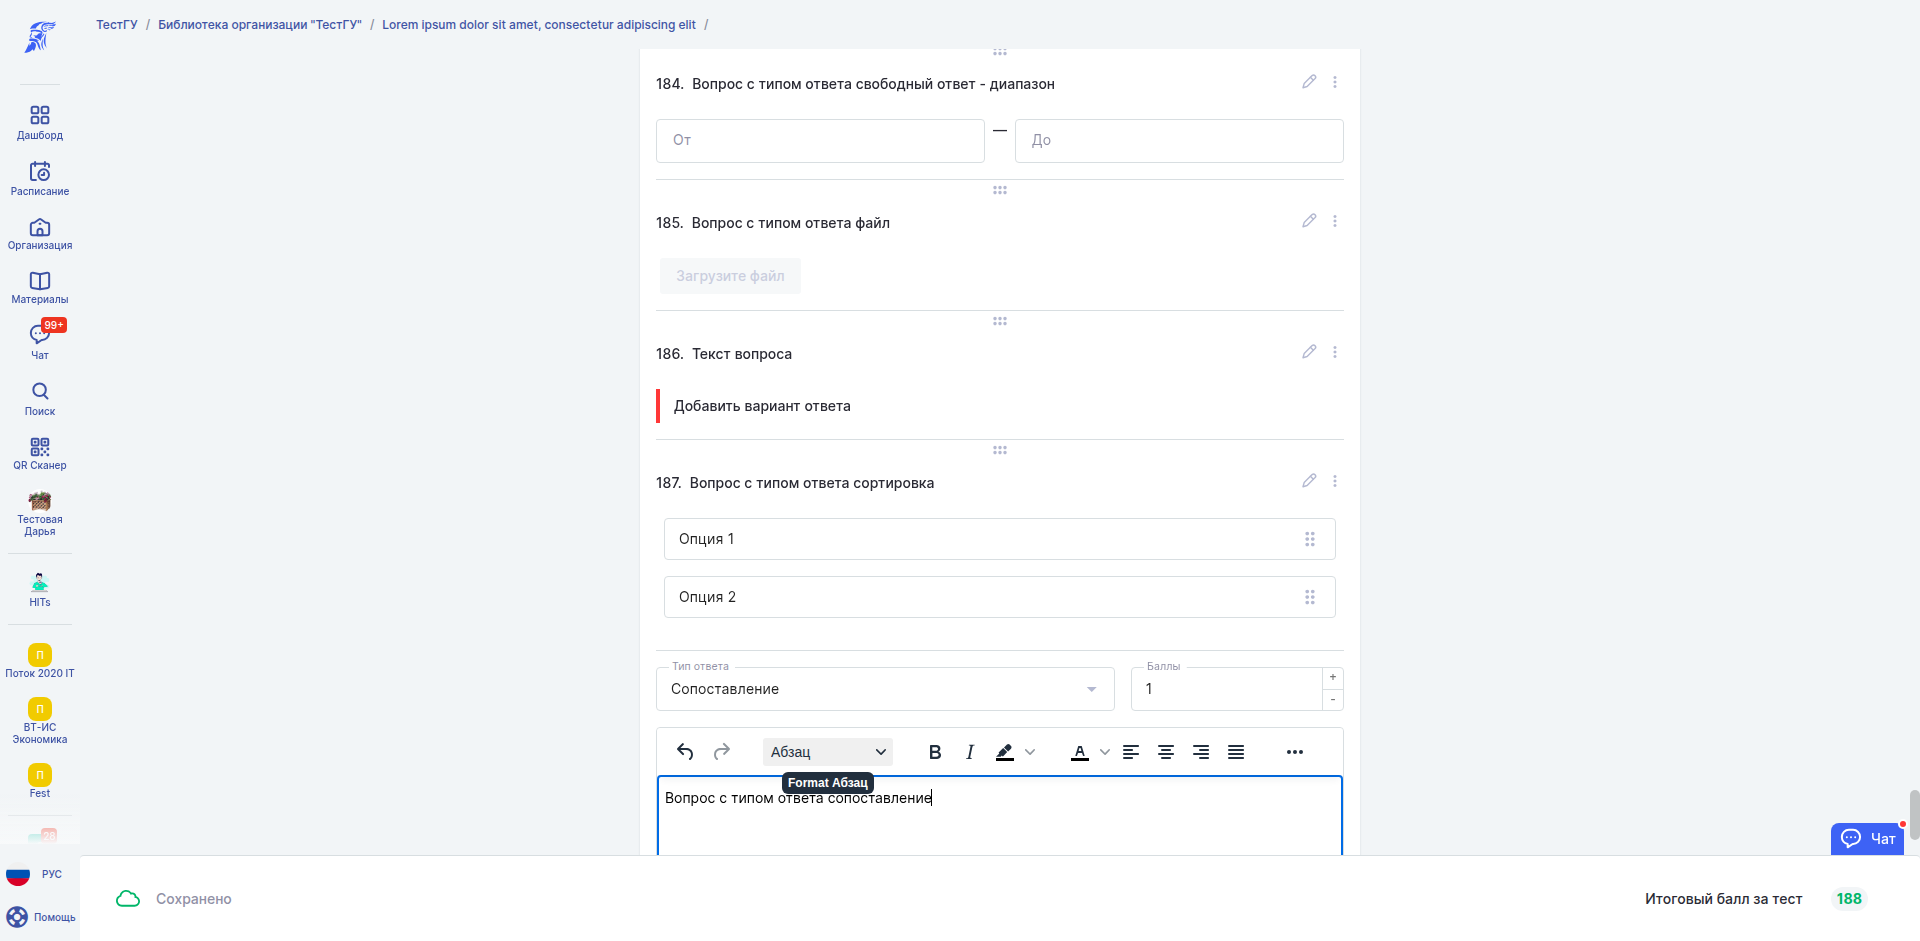 ТестГУ / Библиотека организации "ТестГУ" / Lorem ipsum dolor sit amet, consectetur adipiscing elit /
Дашборд
Расписание
Организация
Материалы
99+
Чат
Поиск
QR Сканер
Тестовая
Дарья
HITs
П
Поток 2020 IT
П
ВТ-ИС
Экономика
П
Fest
28
РУС
Помощь
184. Вопрос с типом ответа свободный ответ - диапазон
От — До
185. Вопрос с типом ответа файл
Загрузите файл
186. Текст вопроса
Добавить вариант ответа
187. Вопрос с типом ответа сортировка
Опция 1
Опция 2
Тип ответа
Сопоставление
Баллы
1
+
-
Абзац B I A
Format Абзац
Вопрос с типом ответа сопоставление
Чат
Сохранено
Итоговый балл за тест 188